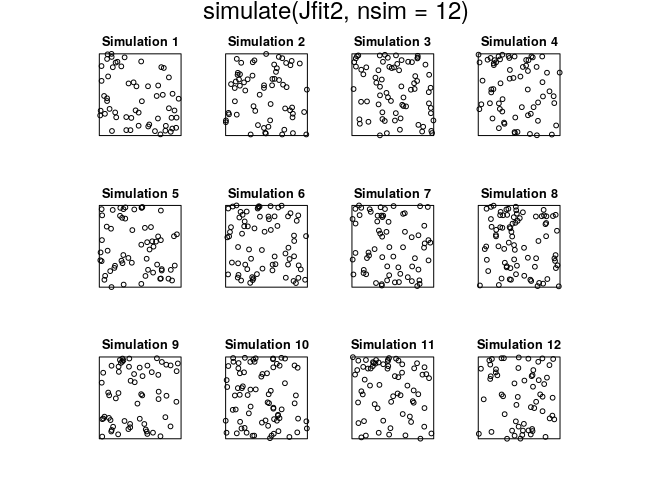 simulate(Jfit2, nsim = 12)
Simulation 1
Simulation 2
Simulation 3
Simulation 4
Simulation 5
Simulation 6
Simulation 7
Simulation 8
Simulation 9
Simulation 10
Simulation 11
Simulation 12